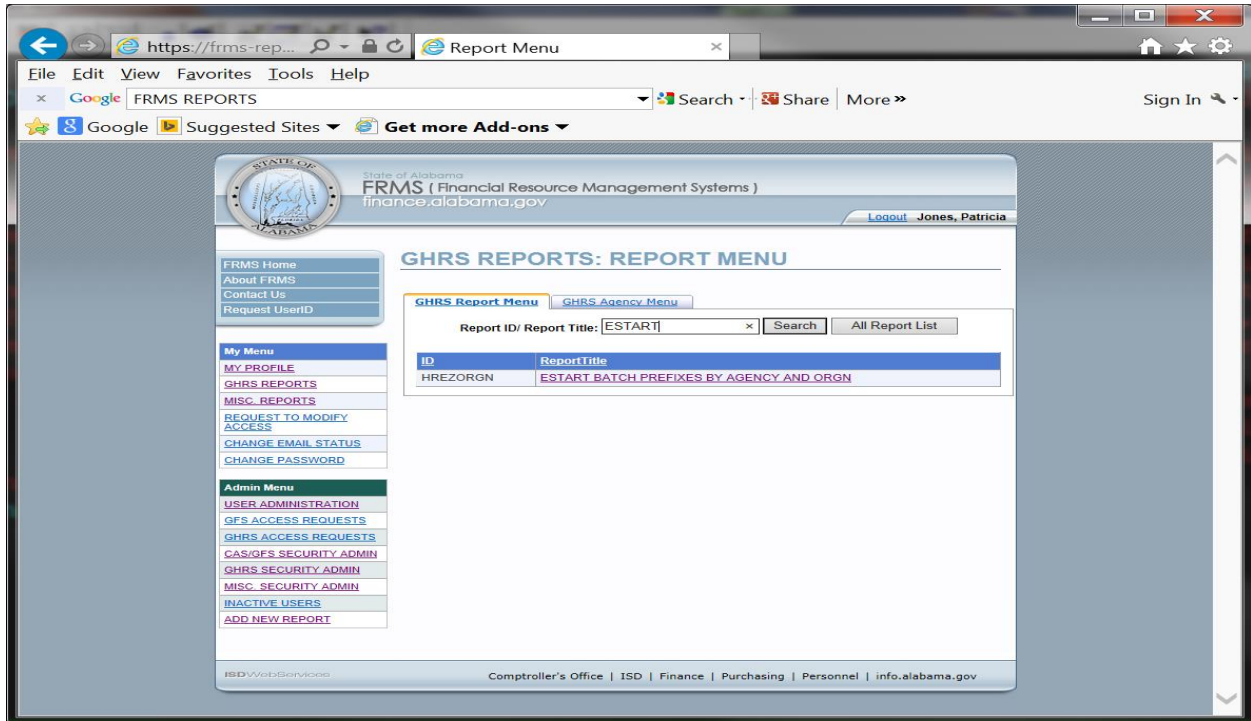 https://frms-rep...
Report Menu
File Edit View Favorites Tools Help
x Google FRMS REPORTS Search Share More » Sign In
8 Google Suggested Sites Get more Add-ons
STATE OF
ALABAMA
State of Alabama
FRMS ( Financial Resource Management Systems )
finance.alabama.gov
Logout Jones, Patricia
FRMS Home
About FRMS
Contact Us
Request UserID
My Menu
MY PROFILE
GHRS REPORTS
MISC. REPORTS
REQUEST TO MODIFY
ACCESS
CHANGE EMAIL STATUS
CHANGE PASSWORD
Admin Menu
USER ADMINISTRATION
GFS ACCESS REQUESTS
GHRS ACCESS REQUESTS
CAS/GFS SECURITY ADMIN
GHRS SECURITY ADMIN
MISC. SECURITY ADMIN
INACTIVE USERS
ADD NEW REPORT
GHRS REPORTS: REPORT MENU
GHRS Report Menu GHRS Agency Menu
Report ID/ Report Title: ESTART x Search All Report List
ID ReportTitle
HREZORGN ESTART BATCH PREFIXES BY AGENCY AND ORGN
ISDWebServices
Comptroller's Office | ISD | Finance | Purchasing | Personnel | info.alabama.gov